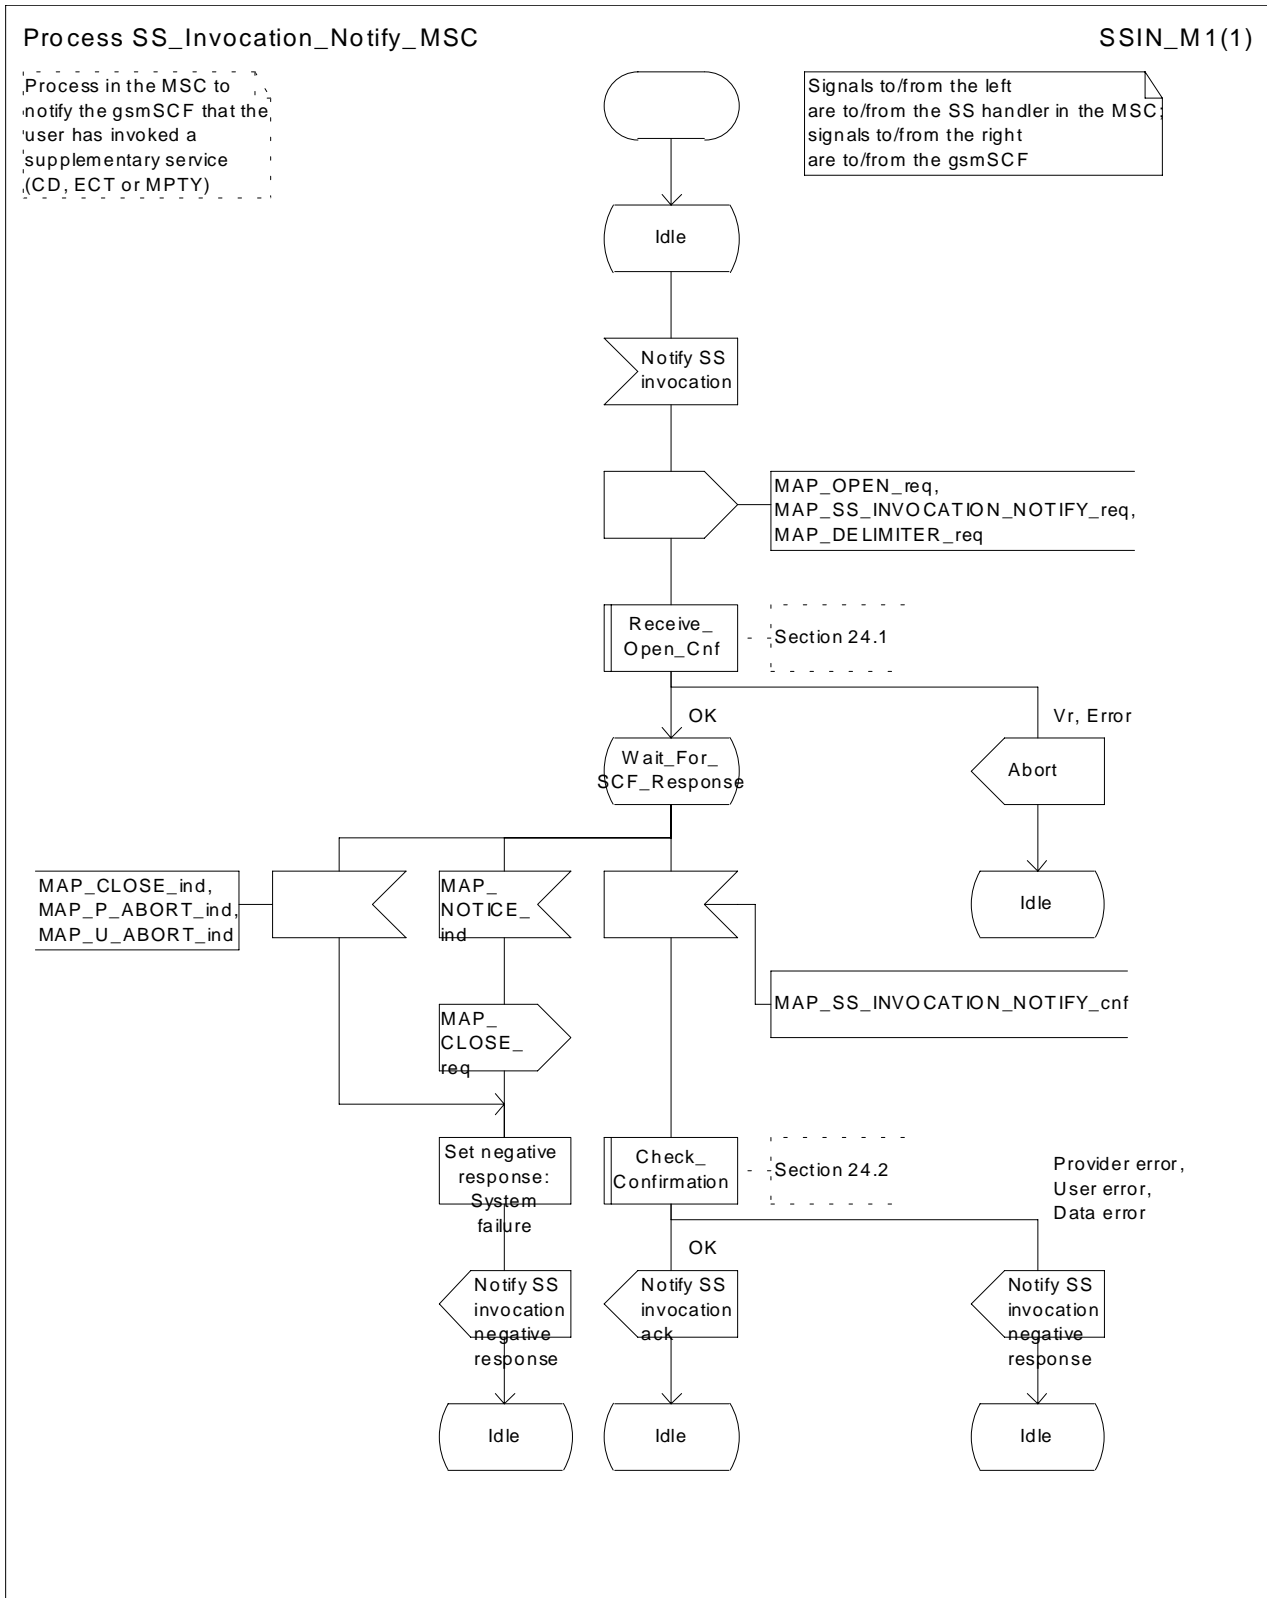 Process SS_Invocation_Notify_MSC
SSIN_M1(1)
Process in the MSC to
notify the gsmSCF that the
user has invoked a
supplementary service
(CD, ECT or MPTY)
Signals to/from the left
are to/from the SS handler in the MSC;
signals to/from the right
are to/from the gsmSCF
Idle
Notify SS
invocation
MAP_OPEN_req,
MAP_SS_INVOCATION_NOTIFY_req,
MAP_DELIMITER_req
Receive_
Open_Cnf
Section 24.1
OK
Vr, Error
Wait_For_
SCF_Response
Abort
MAP_CLOSE_ind,
MAP_P_ABORT_ind,
MAP_U_ABORT_ind
MAP_
NOTICE_
ind
Idle
MAP_SS_INVOCATION_NOTIFY_cnf
MAP_
CLOSE_
req
Set negative
response:
System
failure
Check_
Confirmation
Section 24.2
Provider error,
User error,
Data error
OK
Notify SS
invocation
negative
response
Notify SS
invocation
ack
Notify SS
invocation
negative
response
Idle
Idle
Idle